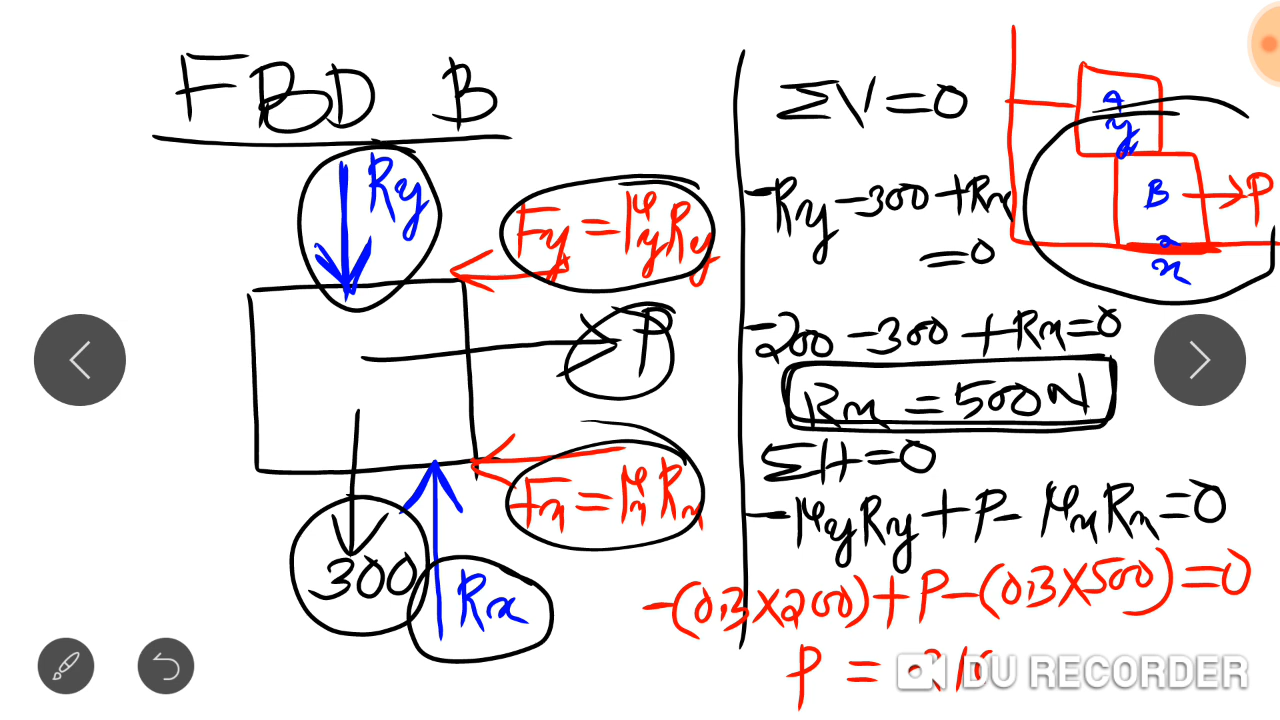 FBD B
Ry
Fy = μyRy
P
Fx = μxRx
300
Rx
ΣV=0
-Ry-300+Rx
=0
-200-300+Rx=0
Rx = 500N
ΣH=0
-μyRy+P-μxRx=0
-(0.3×200)+P-(0.3×500)=0
P = 210
A
y
B
P
x
DU RECORDER